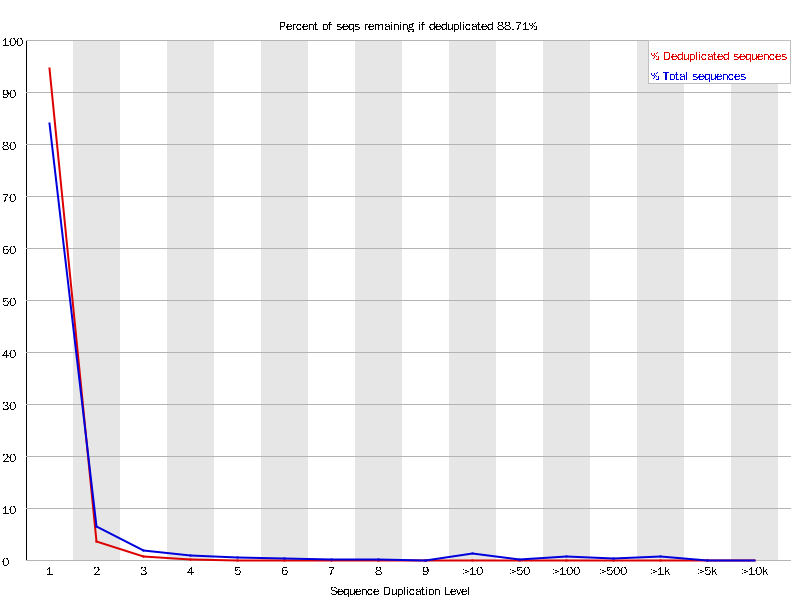 Percent of seqs remaining if deduplicated 88.71%
% Deduplicated sequences
% Total sequences
100
90
80
70
60
50
40
30
20
10
0
1 2 3 4 5 6 7 8 9 >10 >50 >100 >500 >1k >5k >10k
Sequence Duplication Level